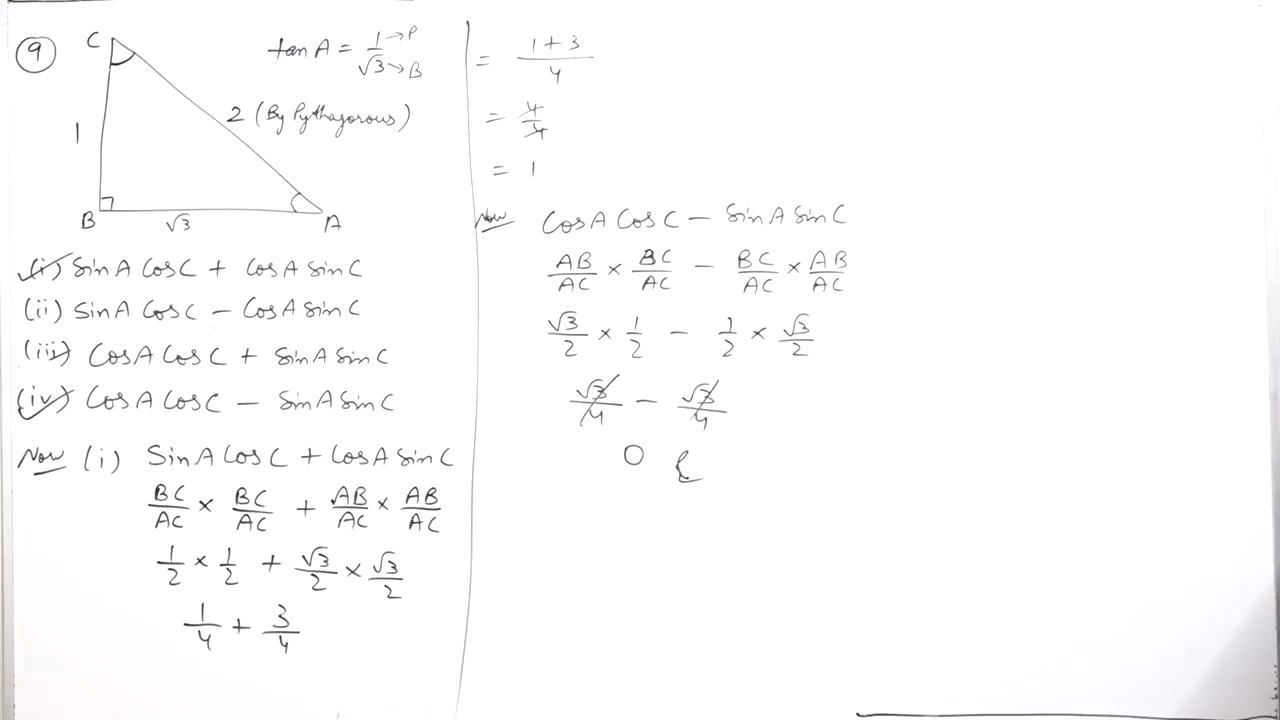 9
C
tan A = 1/√3 → P → B
2 (By Pythagorous)
1
B √3 A
(i) Sin A Cos C + Cos A Sin C
(ii) Sin A Cos C - Cos A Sin C
(iii) Cos A Cos C + Sin A Sin C
(iv) Cos A Cos C - Sin A Sin C
Now (i) Sin A Cos C + Cos A Sin C
BC/AC × BC/AC + AB/AC × AB/AC
1/2 × 1/2 + √3/2 × √3/2
1/4 + 3/4
= 1+3/4
= 4/4
= 1
Now Cos A Cos C - Sin A Sin C
AB/AC × BC/AC - BC/AC × AB/AC
√3/2 × 1/2 - 1/2 × √3/2
√3/4 - √3/4
0